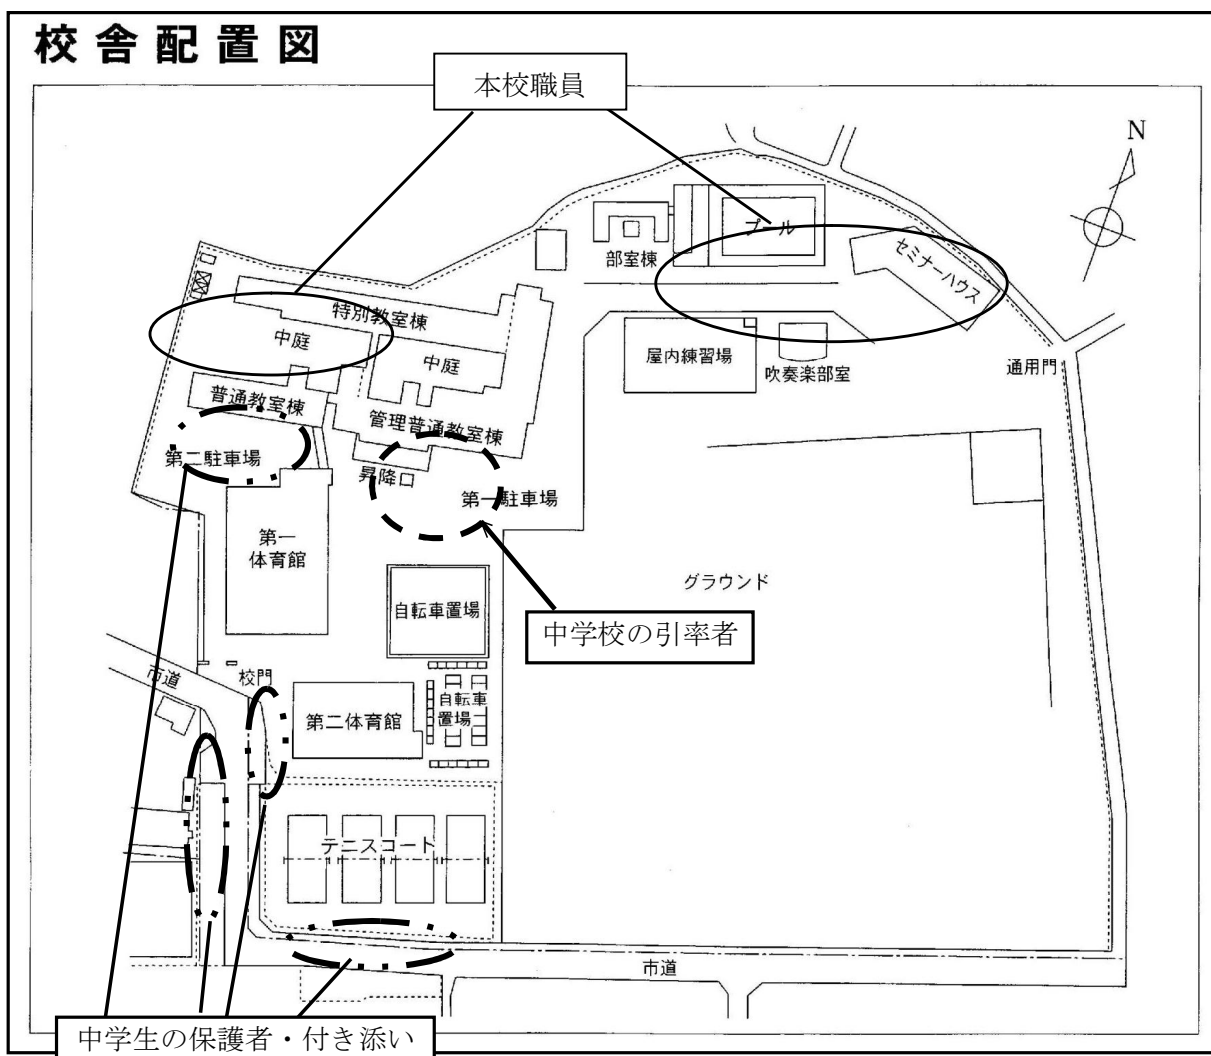 校舎配置図
本校職員
N
プール
部室棟
セミナーハウス
特別教室棟
中庭
中庭
屋内練習場
吹奏楽部室
通用門
普通教室棟
管理普通教室棟
第二駐車場
昇降口
第一駐車場
第一
体育館
グラウンド
自転車置場
中学校の引率者
市道
校門
自転車
置場
第二体育館
テニスコート
市道
中学生の保護者・付き添い